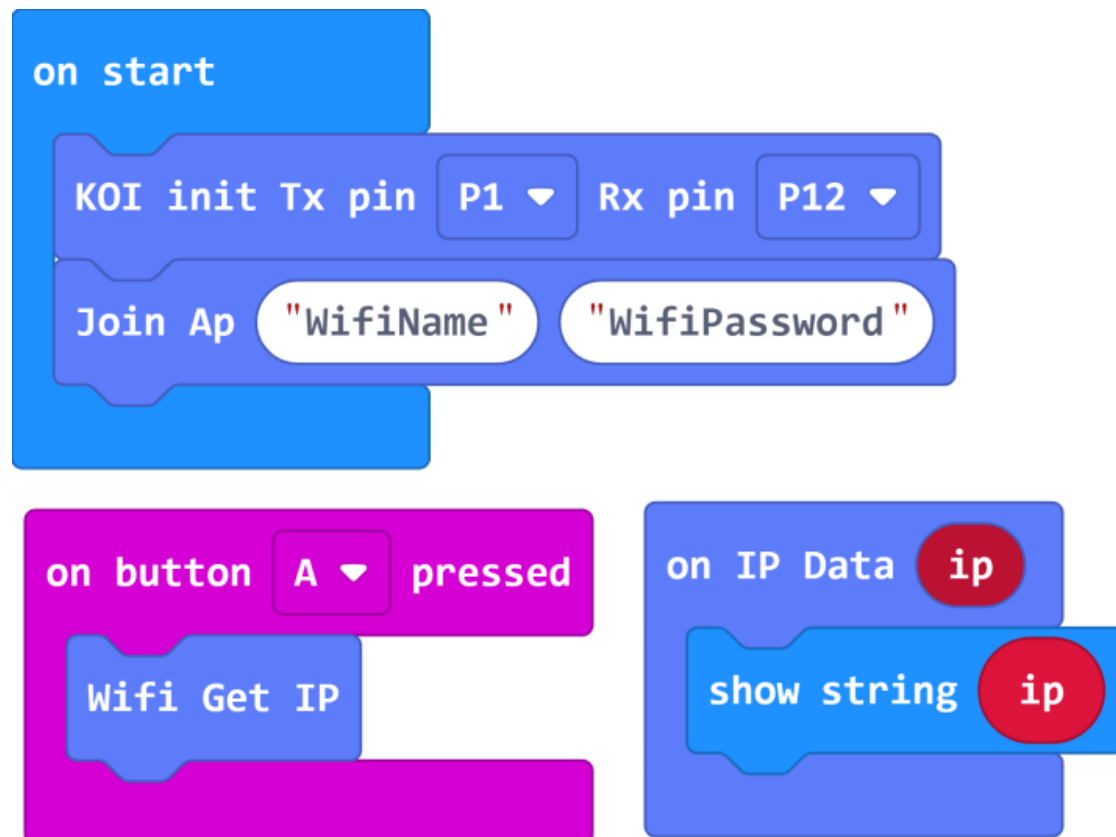 on start
KOI init Tx pin P1 Rx pin P12
Join Ap "WifiName" "WifiPassword"
on button A pressed
Wifi Get IP
on IP Data ip
show string ip